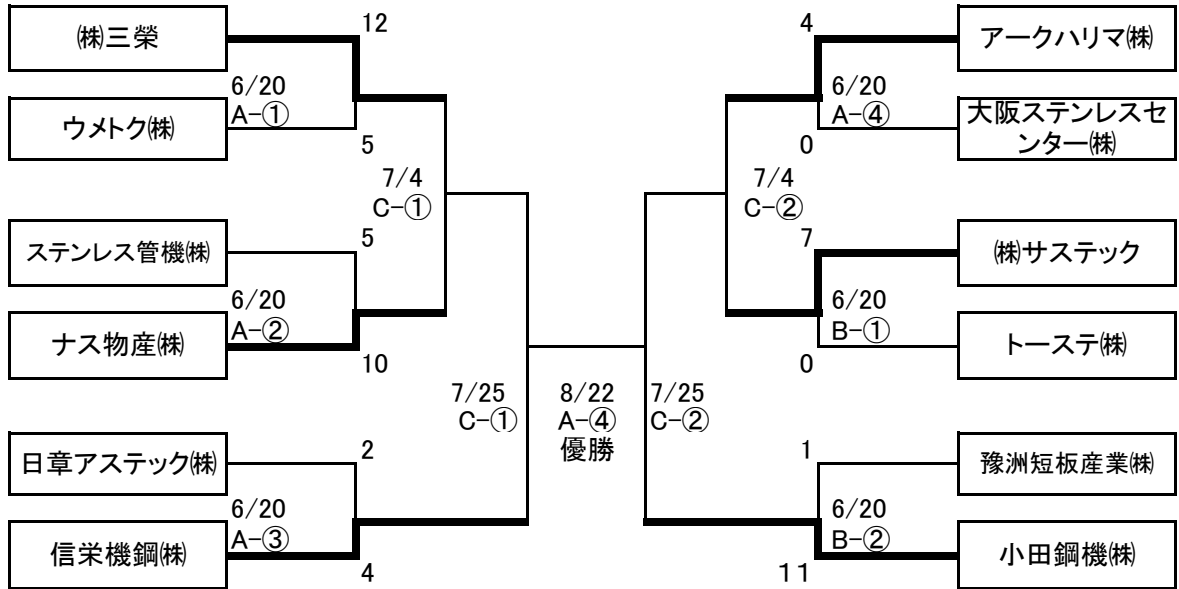 ㈱三榮
12
6/20
A-①
ウメトク㈱
5
7/4
C-①
ステンレス管機㈱
5
6/20
A-②
ナス物産㈱
10
7/25
C-①
日章アステック㈱
2
6/20
A-③
信栄機鋼㈱
4
8/22
A-④
優勝
4
アークハリマ㈱
6/20
A-④
大阪ステンレスセ
ンター㈱
0
7/4
C-②
7
㈱サステック
6/20
B-①
トーステ㈱
0
7/25
C-②
1
豫洲短板産業㈱
6/20
B-②
小田鋼機㈱
11